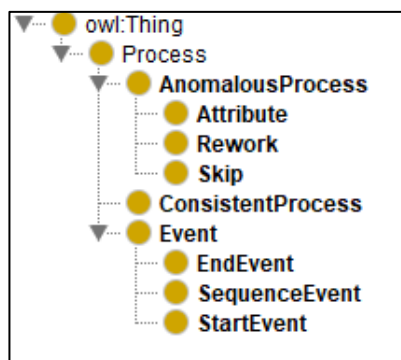 owl:Thing
Process
AnomalousProcess
Attribute
Rework
Skip
ConsistentProcess
Event
EndEvent
SequenceEvent
StartEvent